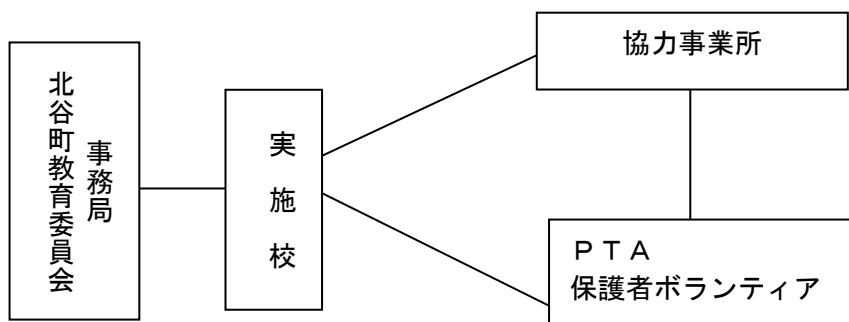 事務局
北谷町教育委員会
実施校
協力事業所
ＰＴＡ
保護者ボランティア